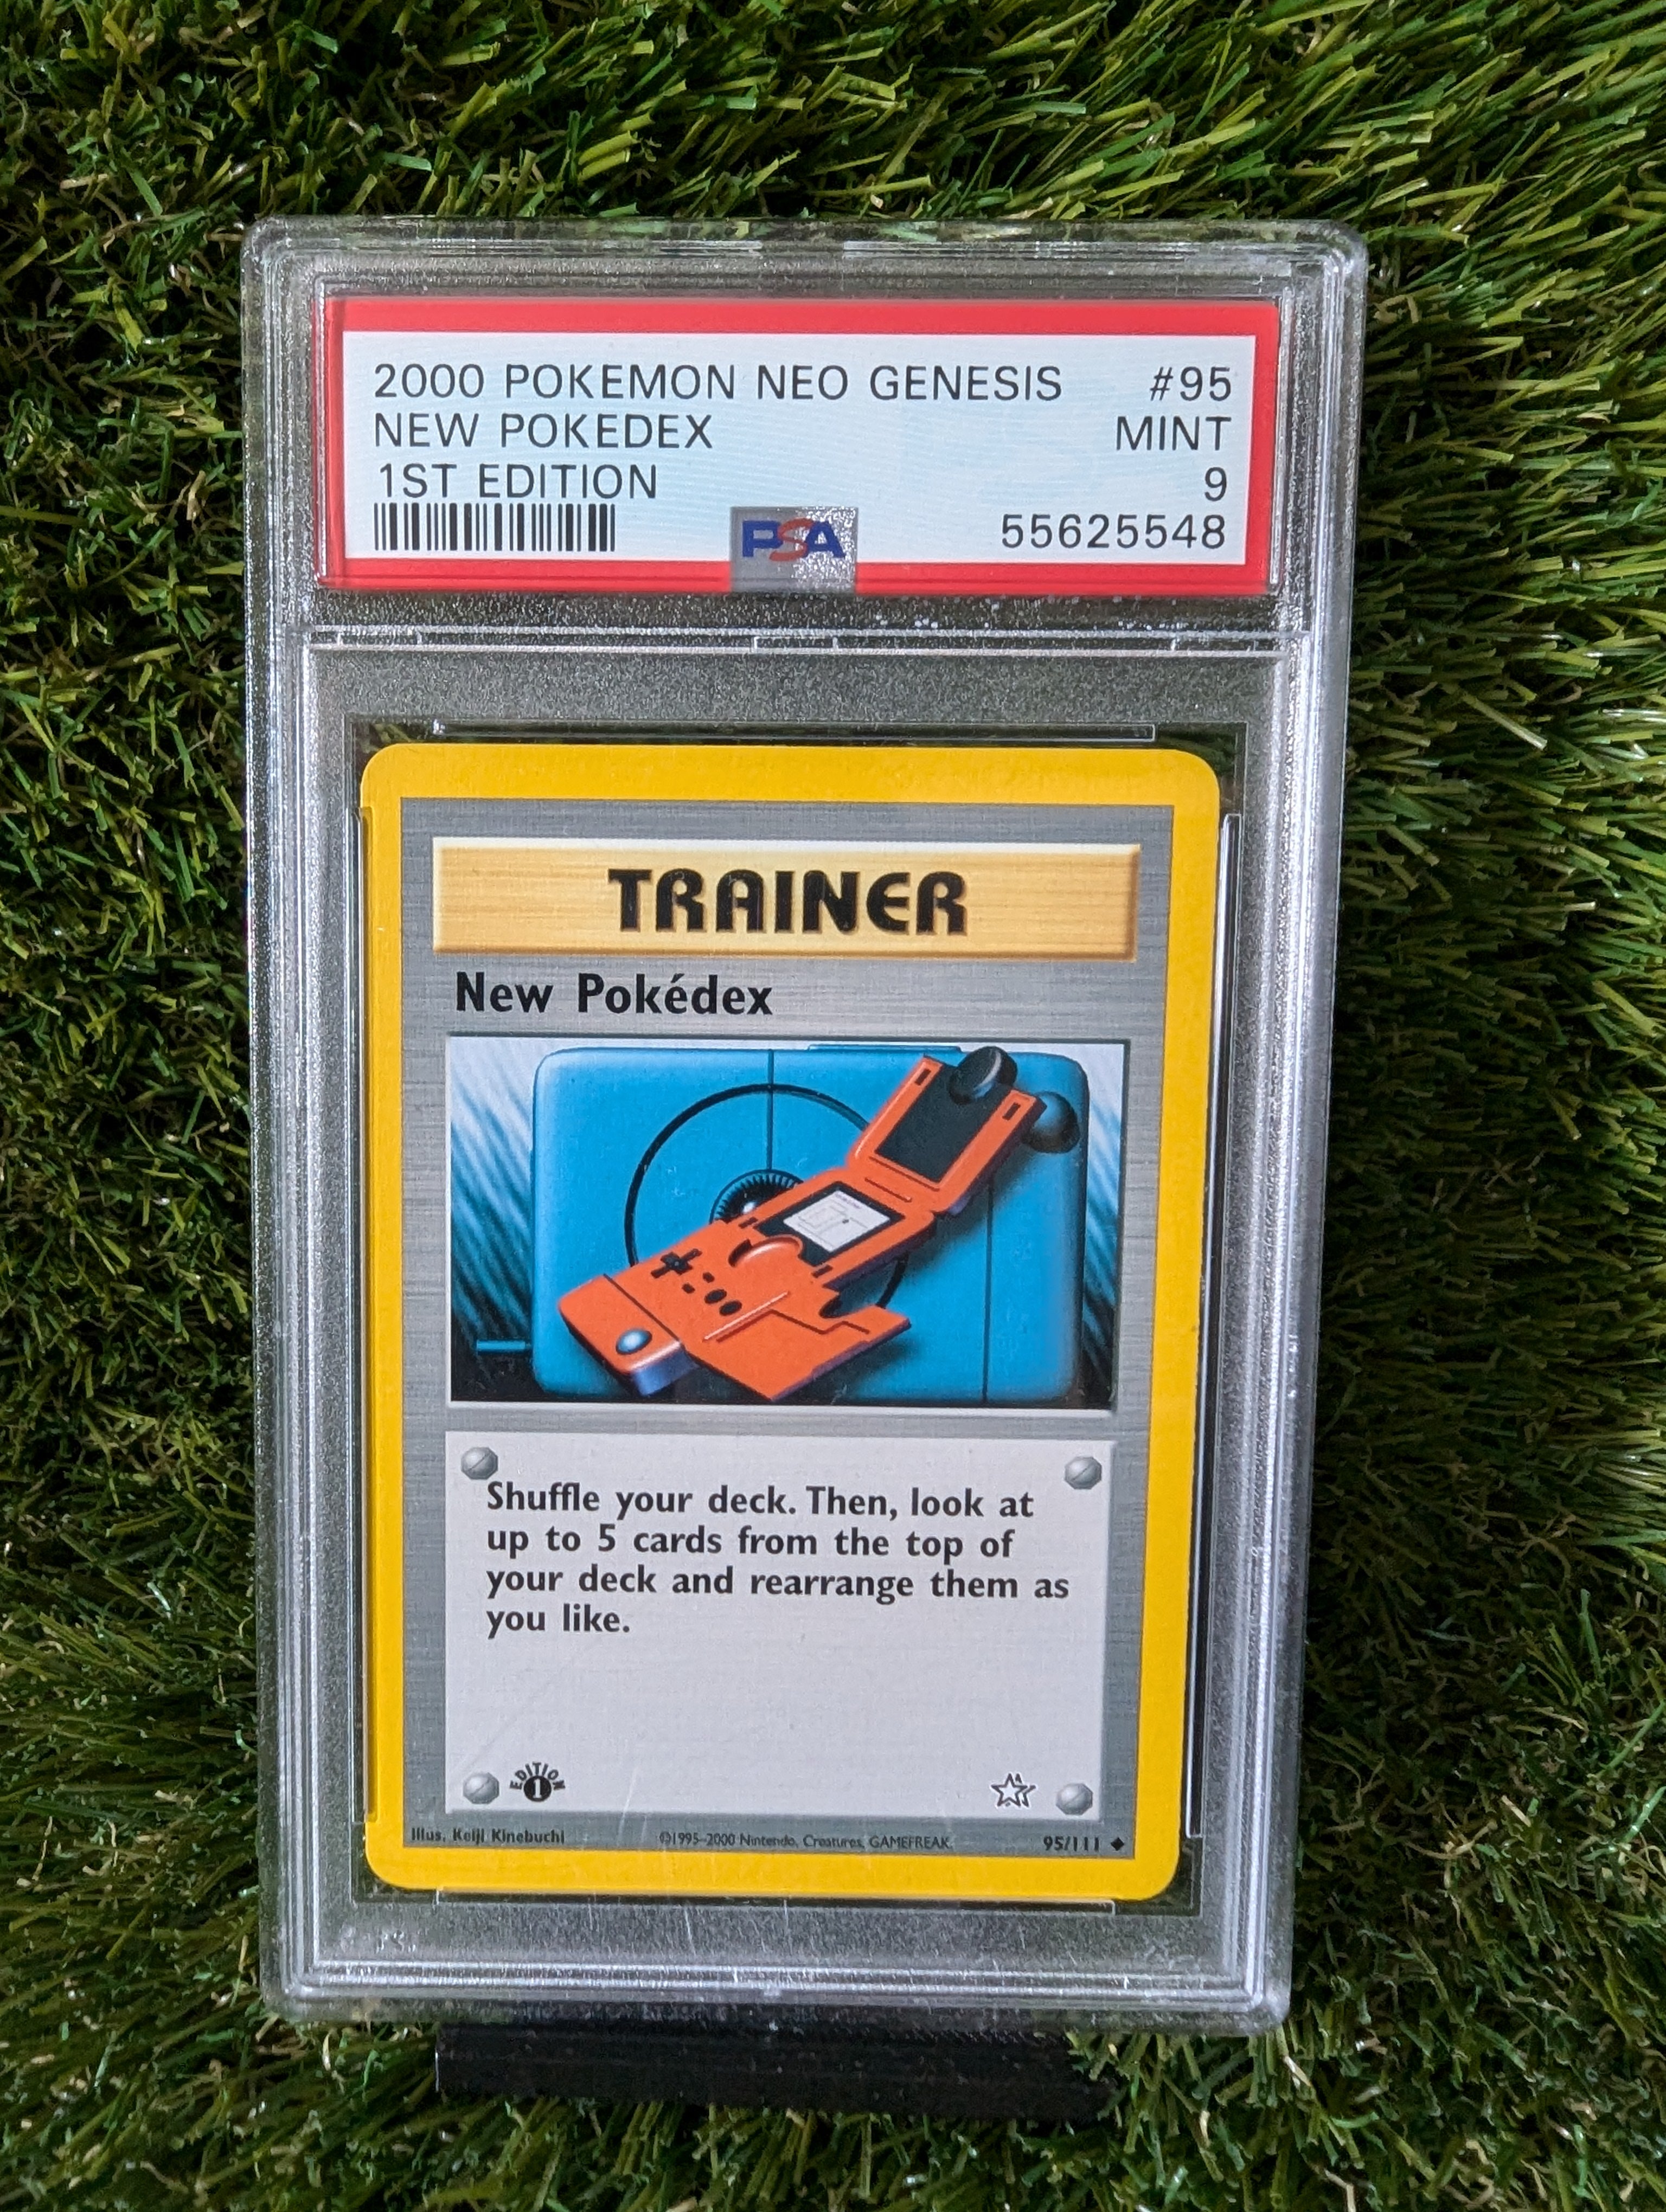 2000 POKEMON NEO GENESIS #95
NEW POKEDEX MINT
1ST EDITION 9
PSA 55625548
TRAINER
New Pokédex
Shuffle your deck. Then, look at
up to 5 cards from the top of
your deck and rearrange them as
you like.
EDITION 1
Illus. Keiji Kinebuchi ©1995-2000 Nintendo, Creatures, GAMEFREAK. 95/111